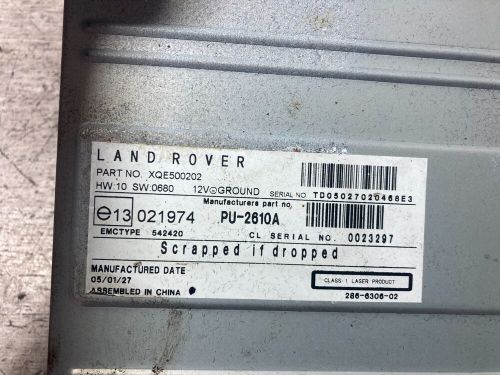 LAND ROVER
PART NO. XQE500202
HW:10 SW:0680 12V⊝GROUND SERIAL NO. TD05027020468E3
Manufacturers part no.
e13 021974 PU-2610A
EMCTYPE 542420 CL SERIAL NO. 0023297
Scrapped if dropped
MANUFACTURED DATE
05/01/27
CLASS 1 LASER PRODUCT
ASSEMBLED IN CHINA
286-6306-02